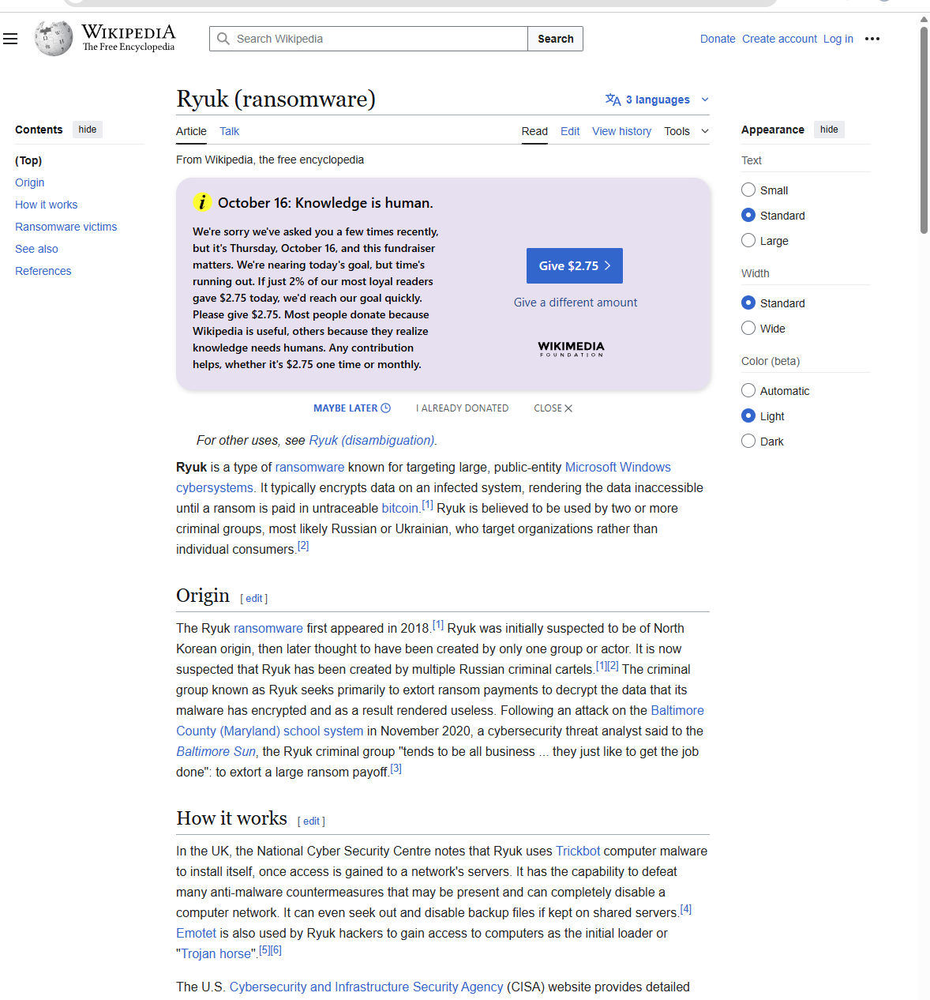 WIKIPEDIA
The Free Encyclopedia
Search Wikipedia
Search
Donate Create account Log in
Ryuk (ransomware)
3 languages
Contents hide
(Top)
Origin
How it works
Ransomware victims
See also
References
Article Talk
Read Edit View history Tools
From Wikipedia, the free encyclopedia
i October 16: Knowledge is human.
We're sorry we've asked you a few times recently,
but it's Thursday, October 16, and this fundraiser
matters. We're nearing today's goal, but time's
running out. If just 2% of our most loyal readers
gave $2.75 today, we'd reach our goal quickly.
Please give $2.75. Most people donate because
Wikipedia is useful, others because they realize
knowledge needs humans. Any contribution
helps, whether it's $2.75 one time or monthly.
Give $2.75
Give a different amount
WIKIMEDIA
FOUNDATION
MAYBE LATER
I ALREADY DONATED
CLOSE
For other uses, see Ryuk (disambiguation).
Ryuk is a type of ransomware known for targeting large, public-entity Microsoft Windows
cybersystems. It typically encrypts data on an infected system, rendering the data inaccessible
until a ransom is paid in untraceable bitcoin.[1] Ryuk is believed to be used by two or more
criminal groups, most likely Russian or Ukrainian, who target organizations rather than
individual consumers.[2]
Origin [ edit ]
The Ryuk ransomware first appeared in 2018.[1] Ryuk was initially suspected to be of North
Korean origin, then later thought to have been created by only one group or actor. It is now
suspected that Ryuk has been created by multiple Russian criminal cartels.[1][2] The criminal
group known as Ryuk seeks primarily to extort ransom payments to decrypt the data that its
malware has encrypted and as a result rendered useless. Following an attack on the Baltimore
County (Maryland) school system in November 2020, a cybersecurity threat analyst said to the
Baltimore Sun, the Ryuk criminal group "tends to be all business ... they just like to get the job
done": to extort a large ransom payoff.[3]
How it works [ edit ]
In the UK, the National Cyber Security Centre notes that Ryuk uses Trickbot computer malware
to install itself, once access is gained to a network's servers. It has the capability to defeat
many anti-malware countermeasures that may be present and can completely disable a
computer network. It can even seek out and disable backup files if kept on shared servers.[4]
Emotet is also used by Ryuk hackers to gain access to computers as the initial loader or
"Trojan horse".[5][6]
The U.S. Cybersecurity and Infrastructure Security Agency (CISA) website provides detailed
Appearance hide
Text
Small
Standard
Large
Width
Standard
Wide
Color (beta)
Automatic
Light
Dark